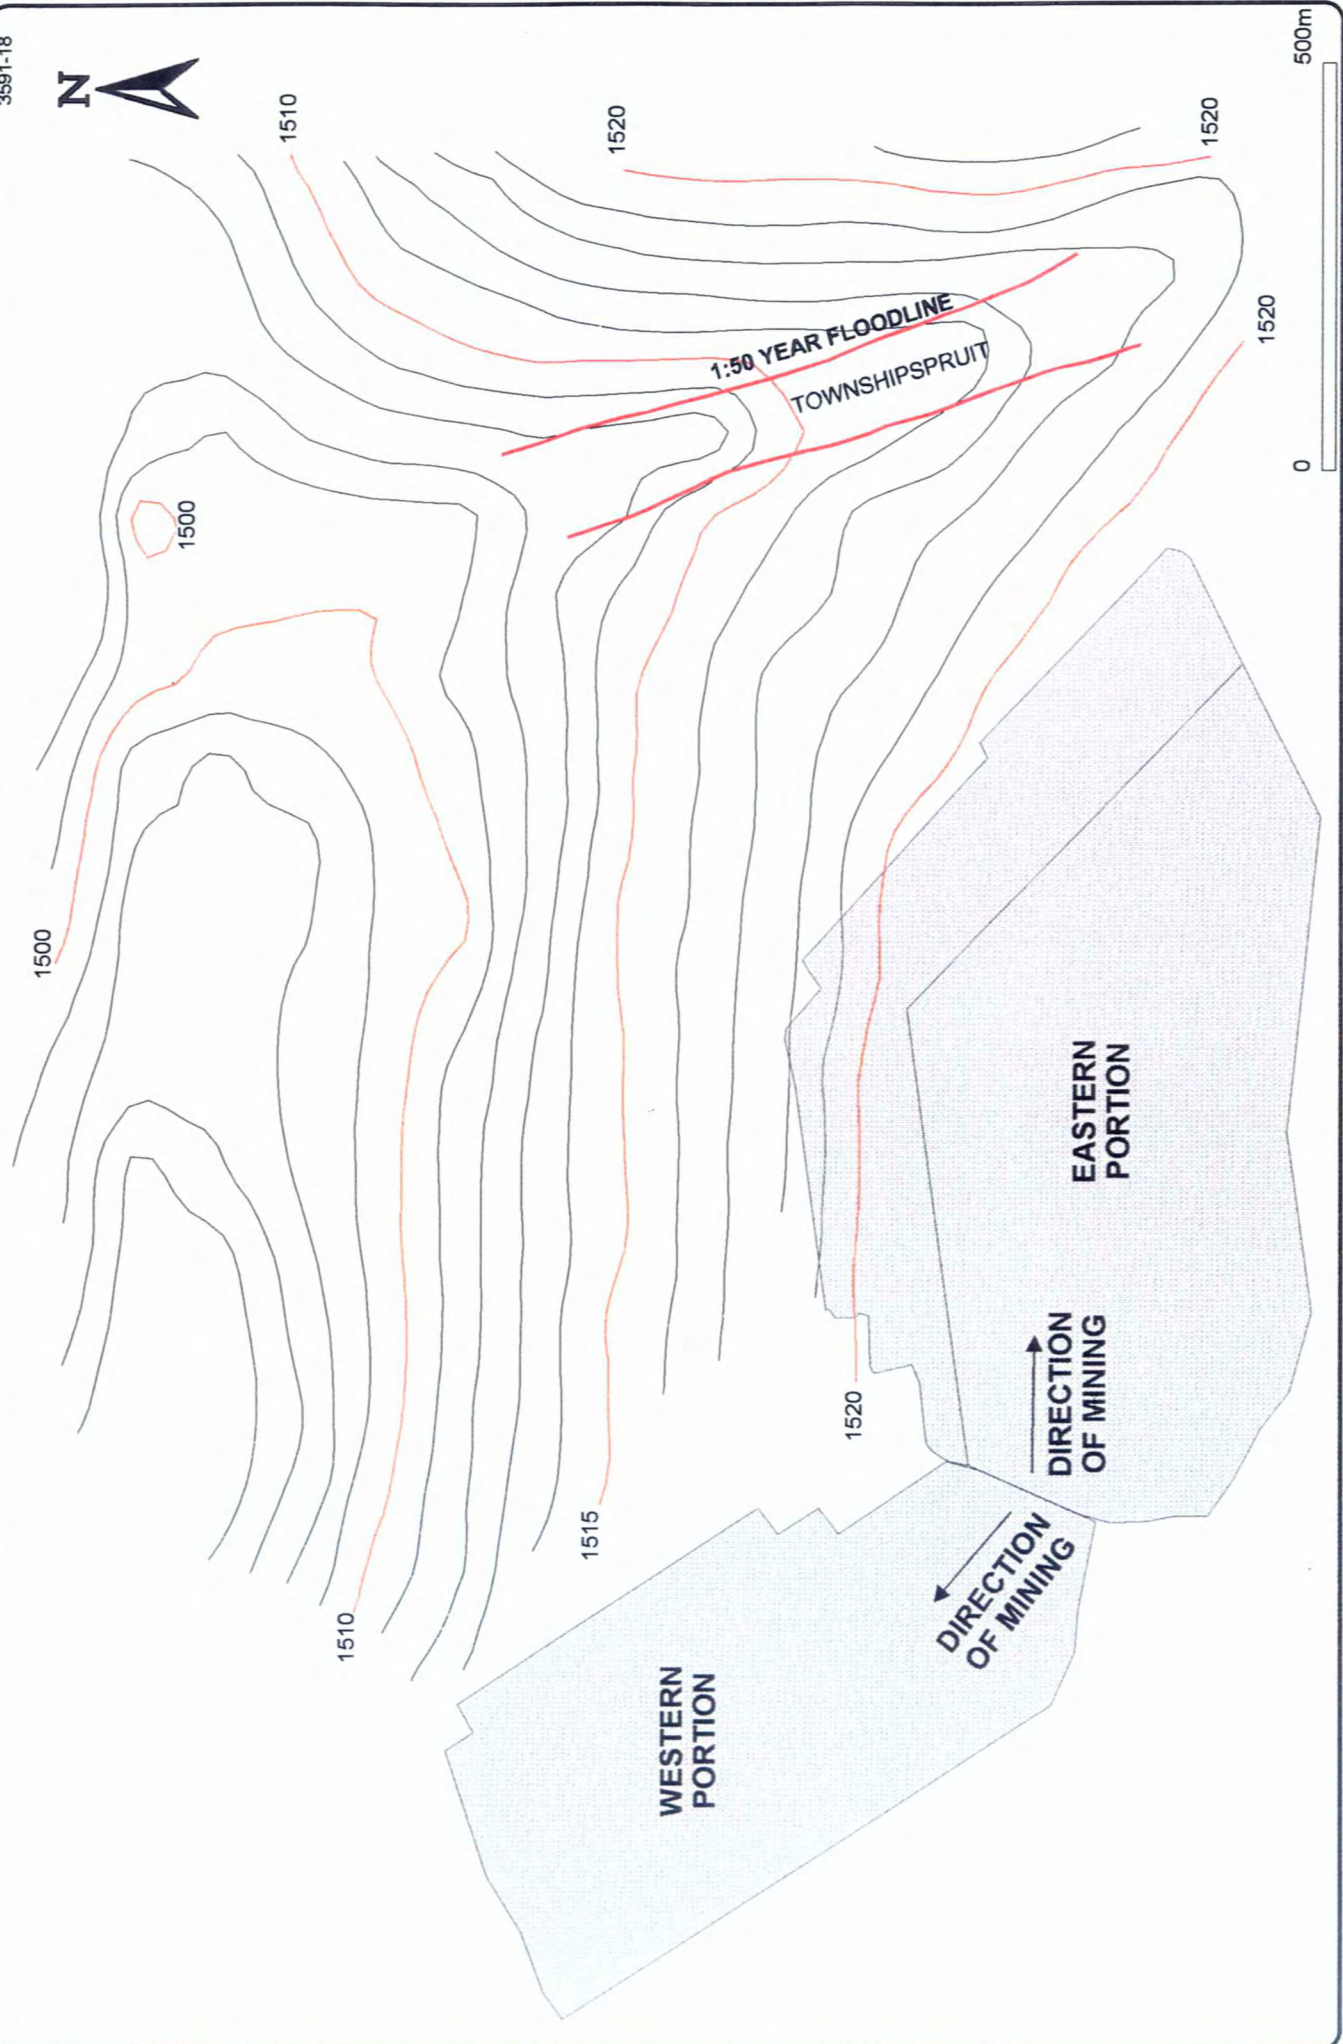 3591-18
N
1510
1520
1520
1520
500m
0
1500
1500
1:50 YEAR FLOODLINE
TOWNSHIPSPRUIT
1520
1515
1510
EASTERN
PORTION
DIRECTION
OF MINING
DIRECTION
OF MINING
WESTERN
PORTION